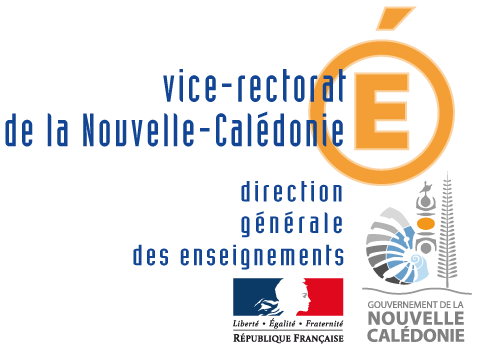 vice-rectorat
de la Nouvelle-Calédonie
É
direction
générale
des enseignements
Liberté • Égalité • Fraternité
RÉPUBLIQUE FRANÇAISE
GOUVERNEMENT DE LA
NOUVELLE
CALÉDONIE